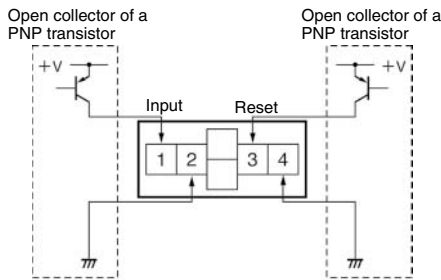 Open collector of a
PNP transistor
Open collector of a
PNP transistor
+V
+V
Input
Reset
1 2 3 4